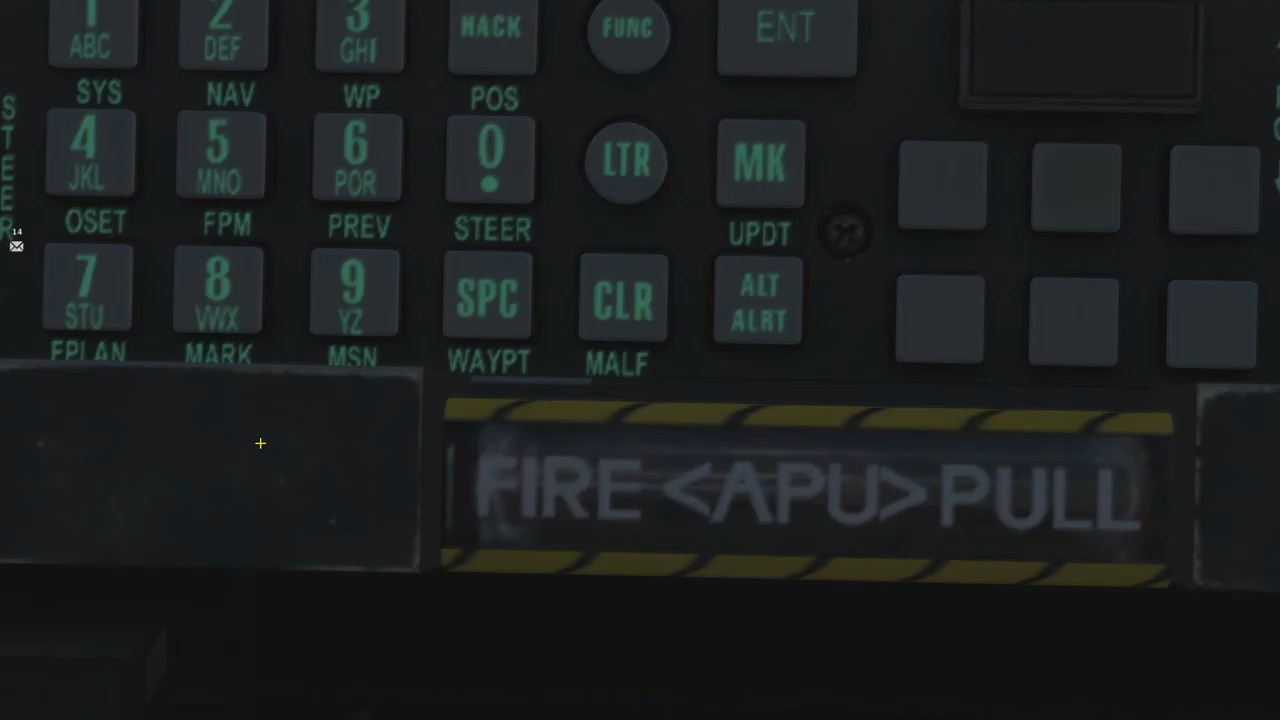 1 2 3 HACK FUNC ENT
ABC DEF GHI
SYS NAV WP POS
4 5 6 0 LTR MK
JKL MNO PQR
OSET FPM PREV STEER UPDT
7 8 9 SPC CLR ALT
STU VWX YZ ALRT
FPLAN MARK MSN WAYPT MALF
STEER
14
FIRE <APU> PULL